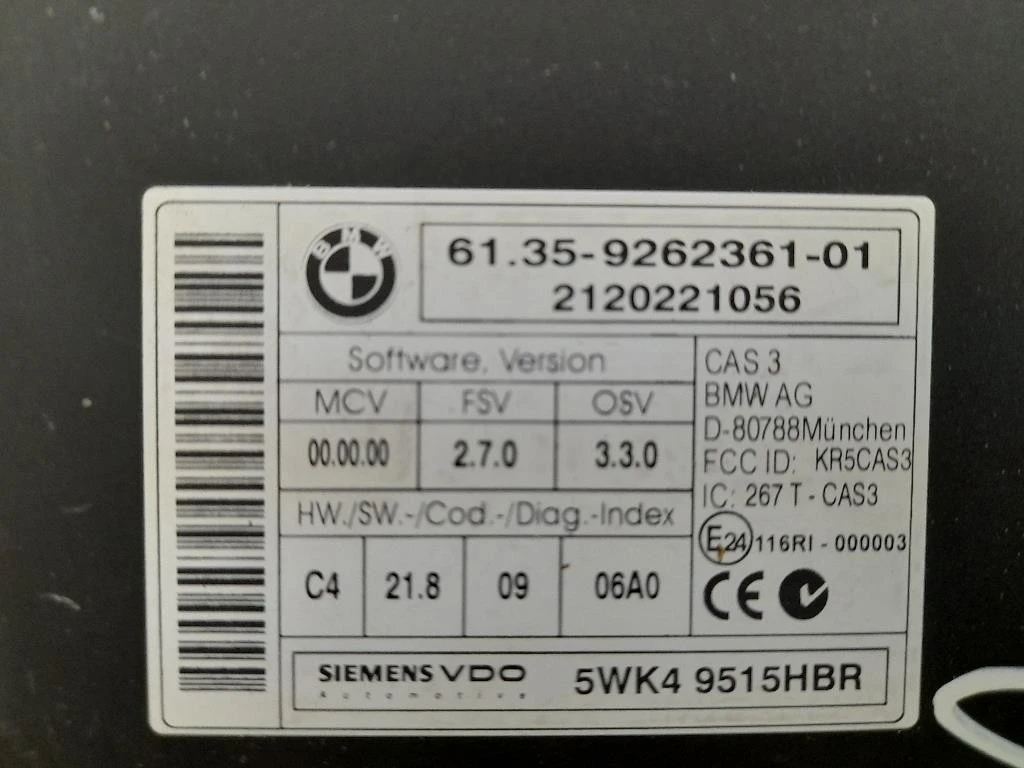 BMW
61.35-9262361-01
2120221056
Software, Version
MCV FSV OSV
00.00.00 2.7.0 3.3.0
HW./SW.-/Cod.-/Diag.-Index
C4 21.8 09 06A0
CAS 3
BMW AG
D-80788München
FCC ID: KR5CAS3
IC: 267 T - CAS3
E24 116RI - 000003
CE
SIEMENS VDO
Automotive
5WK4 9515HBR